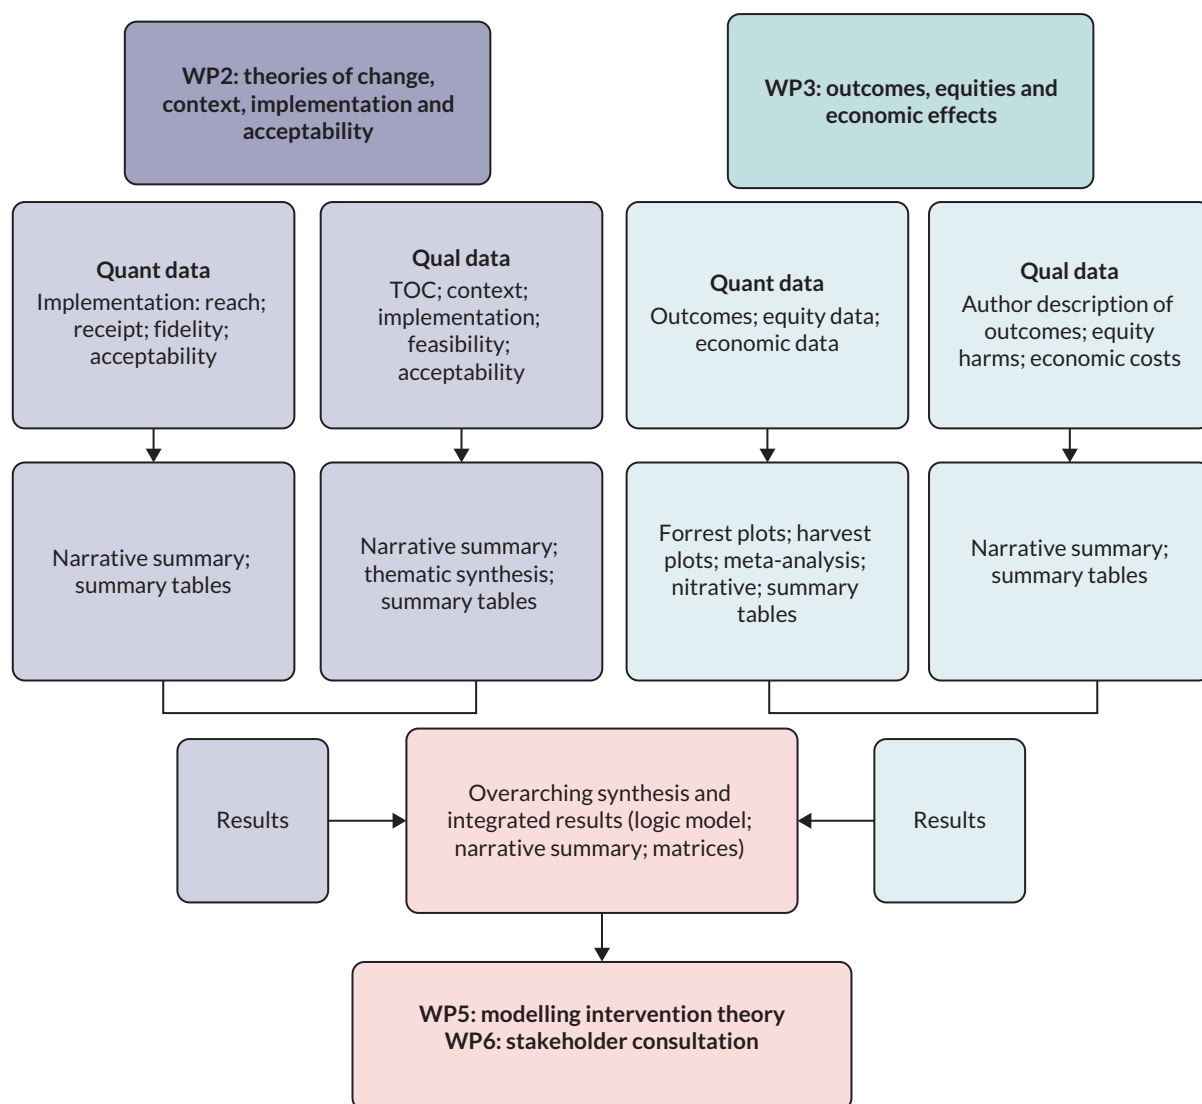 WP2: theories of change,
context, implementation and
acceptability
WP3: outcomes, equities and
economic effects
Quant data
Implementation: reach;
receipt; fidelity;
acceptability
Qual data
TOC; context;
implementation;
feasibility;
acceptability
Quant data
Outcomes; equity data;
economic data
Qual data
Author description of
outcomes; equity
harms; economic costs
Narrative summary;
summary tables
Narrative summary;
thematic synthesis;
summary tables
Forrest plots; harvest
plots; meta-analysis;
nitrative; summary
tables
Narrative summary;
summary tables
Results
Overarching synthesis and
integrated results (logic model;
narrative summary; matrices)
Results
WP5: modelling intervention theory
WP6: stakeholder consultation